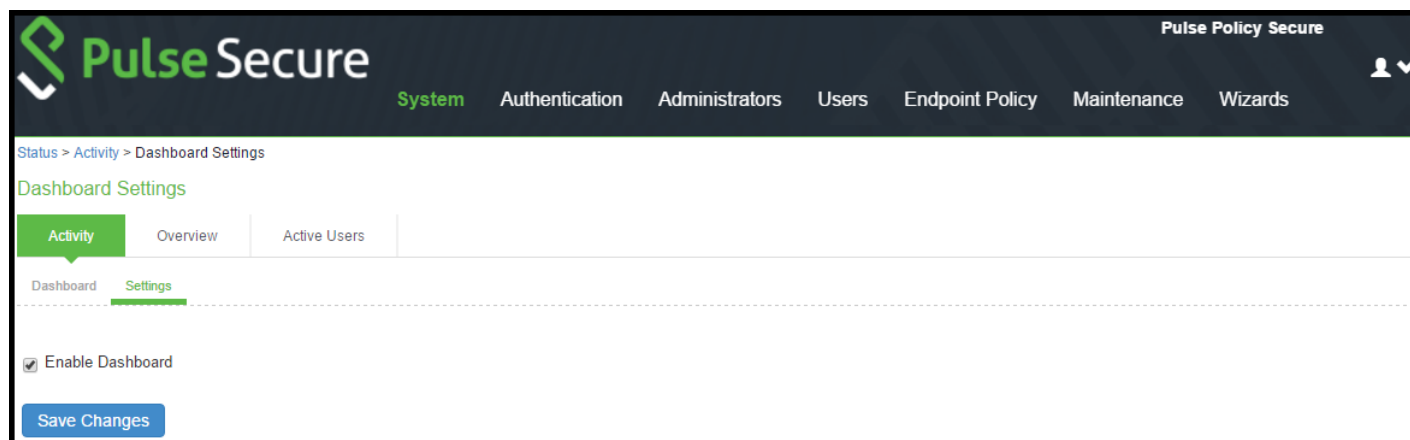 Pulse Policy Secure
Pulse Secure
System Authentication Administrators Users Endpoint Policy Maintenance Wizards
Status > Activity > Dashboard Settings
Dashboard Settings
Activity Overview Active Users
Dashboard Settings
Enable Dashboard
Save Changes